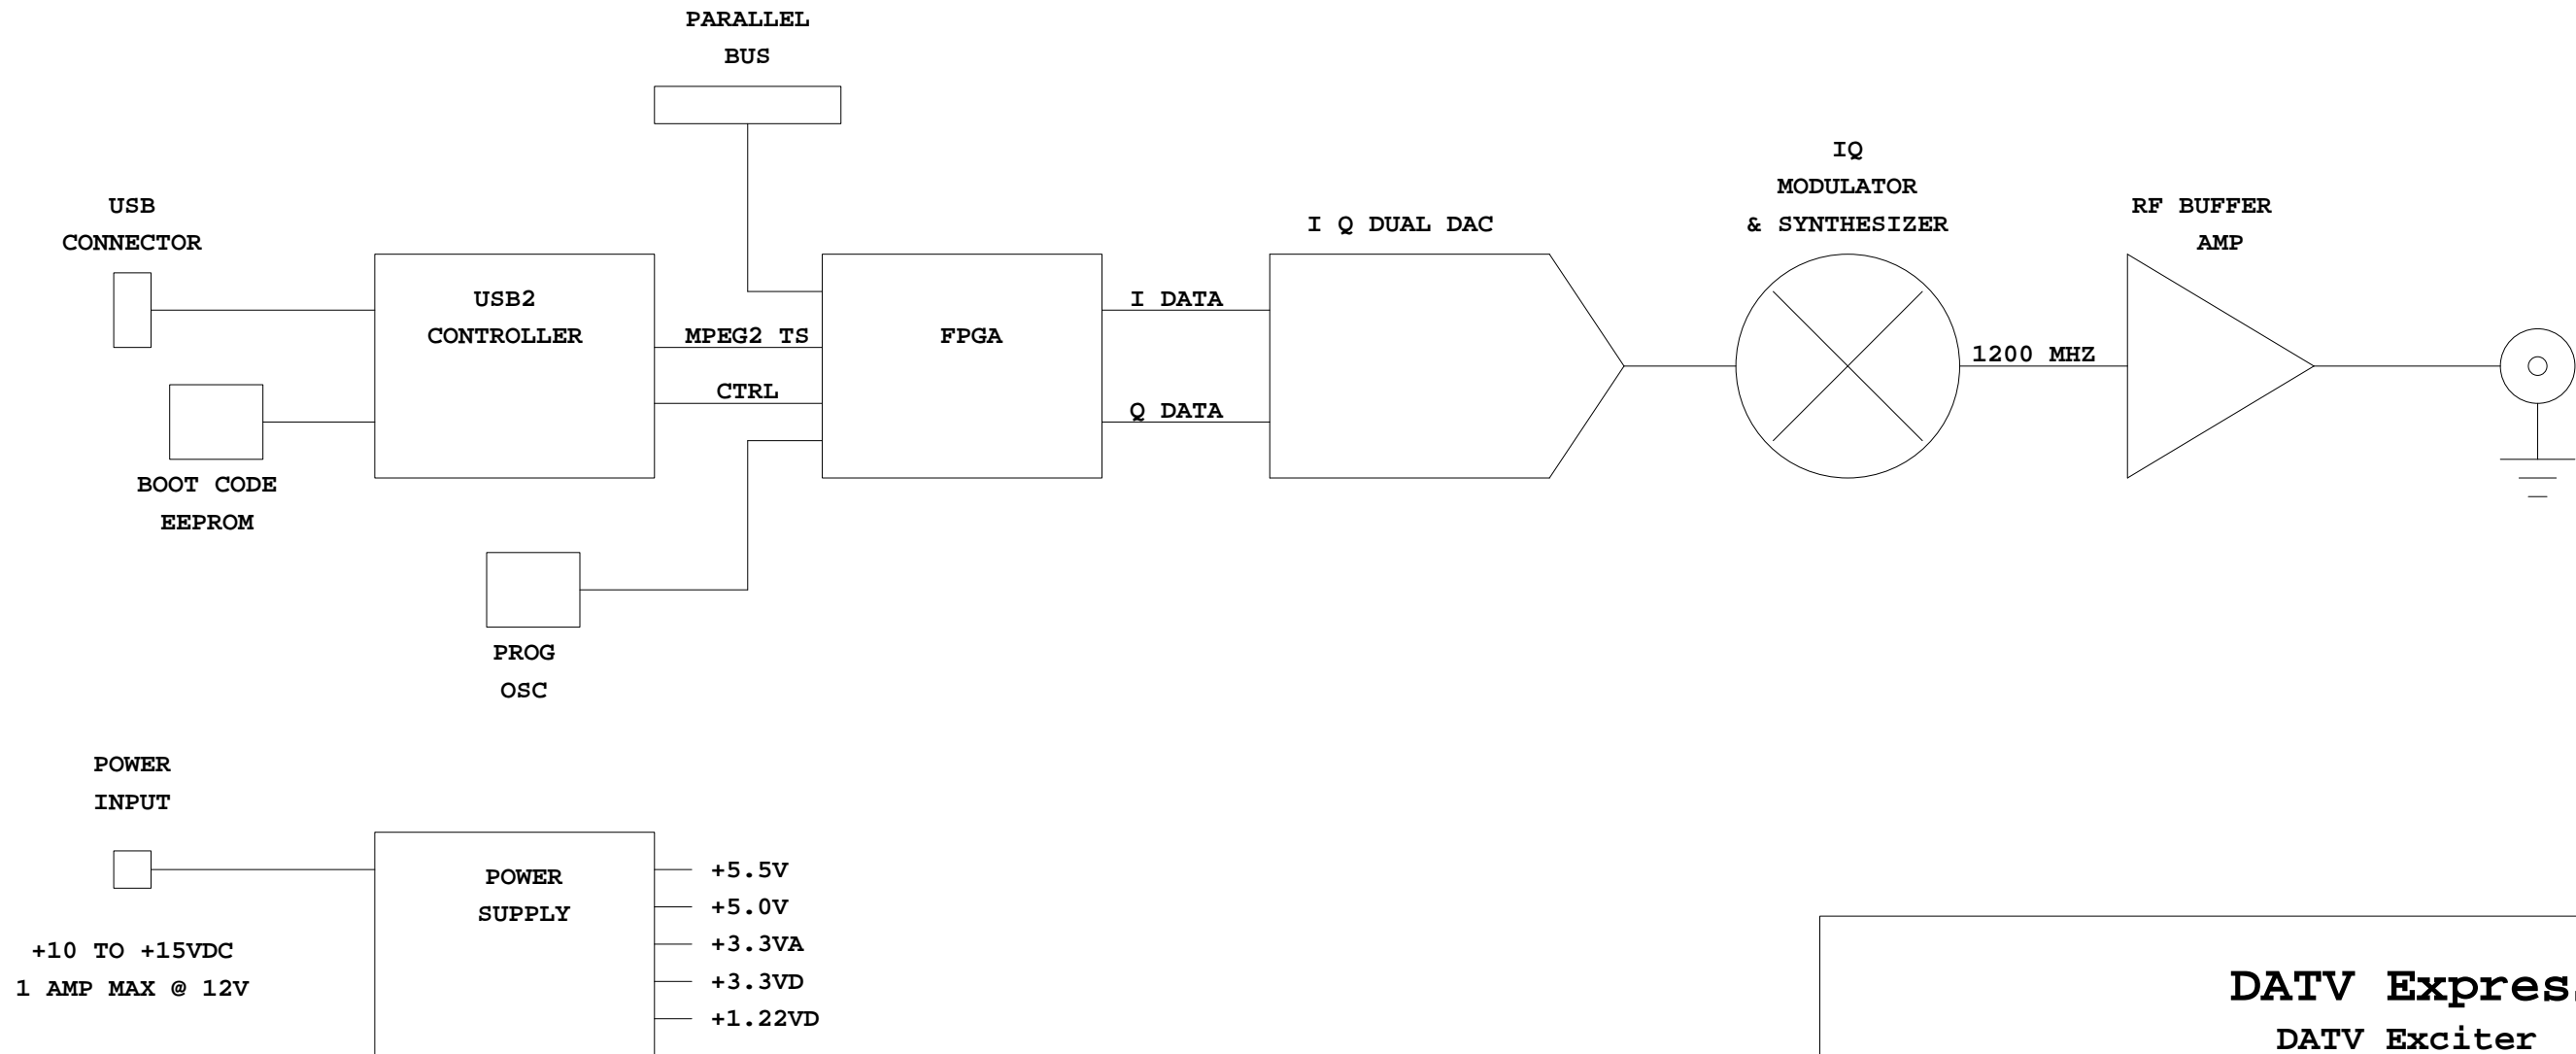 PARALLEL
BUS
USB
CONNECTOR
USB2
CONTROLLER
BOOT CODE
EEPROM
MPEG2 TS
CTRL
PROG
OSC
FPGA
I DATA
Q DATA
I Q DUAL DAC
IQ
MODULATOR
& SYNTHESIZER
1200 MHZ
RF BUFFER
AMP
POWER
INPUT
+10 TO +15VDC
1 AMP MAX @ 12V
POWER
SUPPLY
+5.5V
+5.0V
+3.3VA
+3.3VD
+1.22VD
DATV Express
DATV Exciter